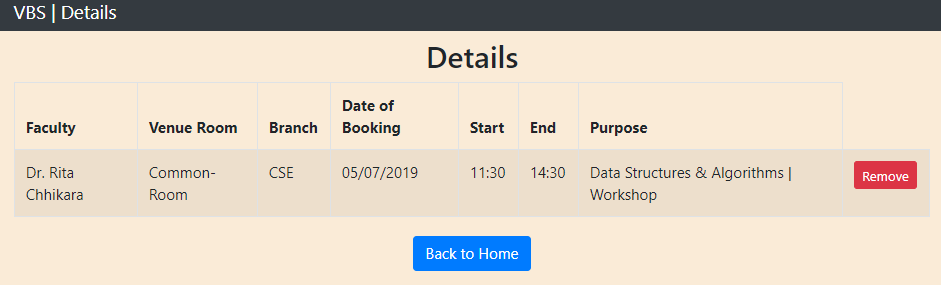 VBS | Details
Details
Faculty Venue Room Branch Date of Booking Start End Purpose
Dr. Rita Chhikara Common-Room CSE 05/07/2019 11:30 14:30 Data Structures & Algorithms | Workshop Remove
Back to Home